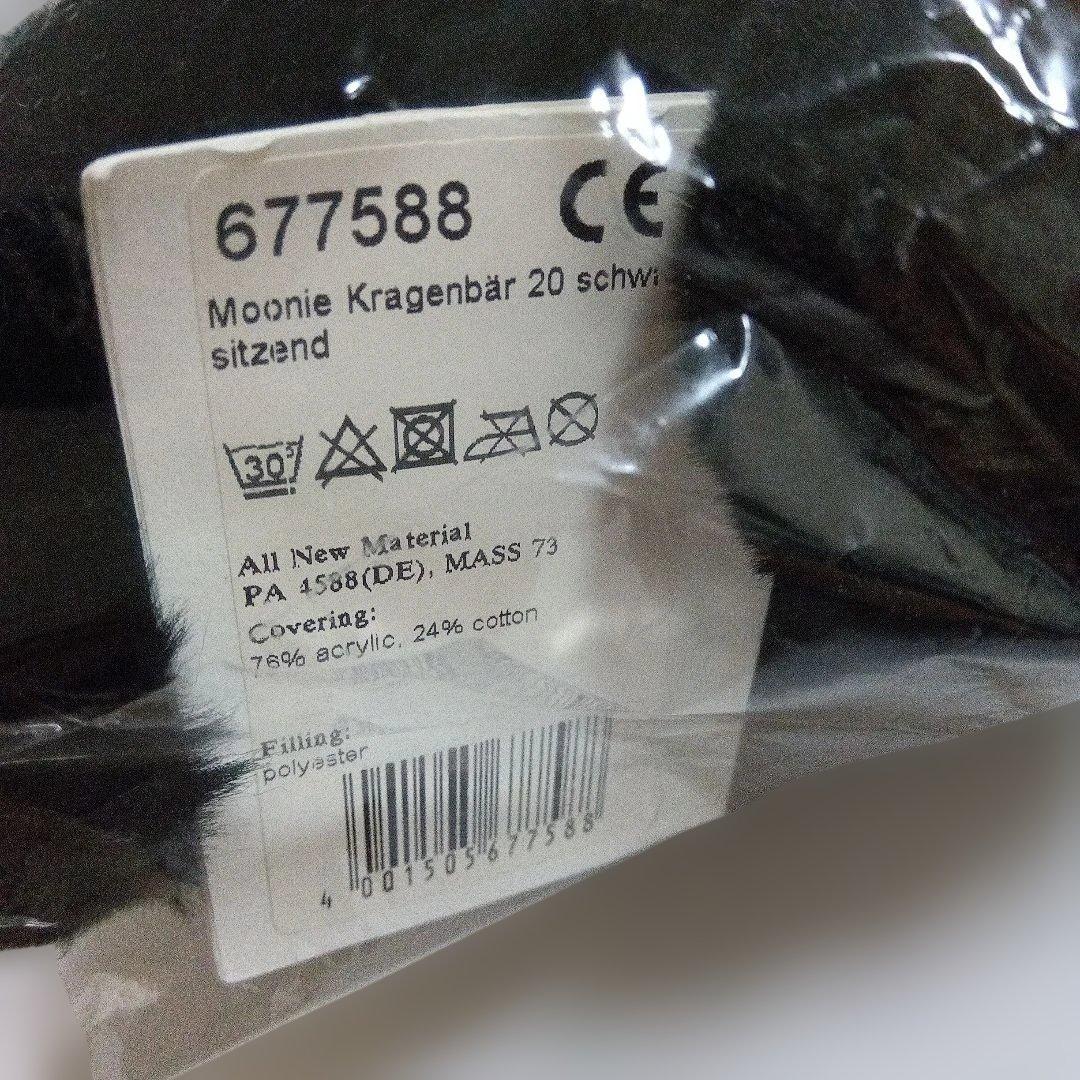 677588 CE
Moonie Kragenbär 20 schw
sitzend
30
All New Material
PA 4588(DE), MASS 73
Covering:
76% acrylic, 24% cotton
Filling:
polyester
4 001505 677588